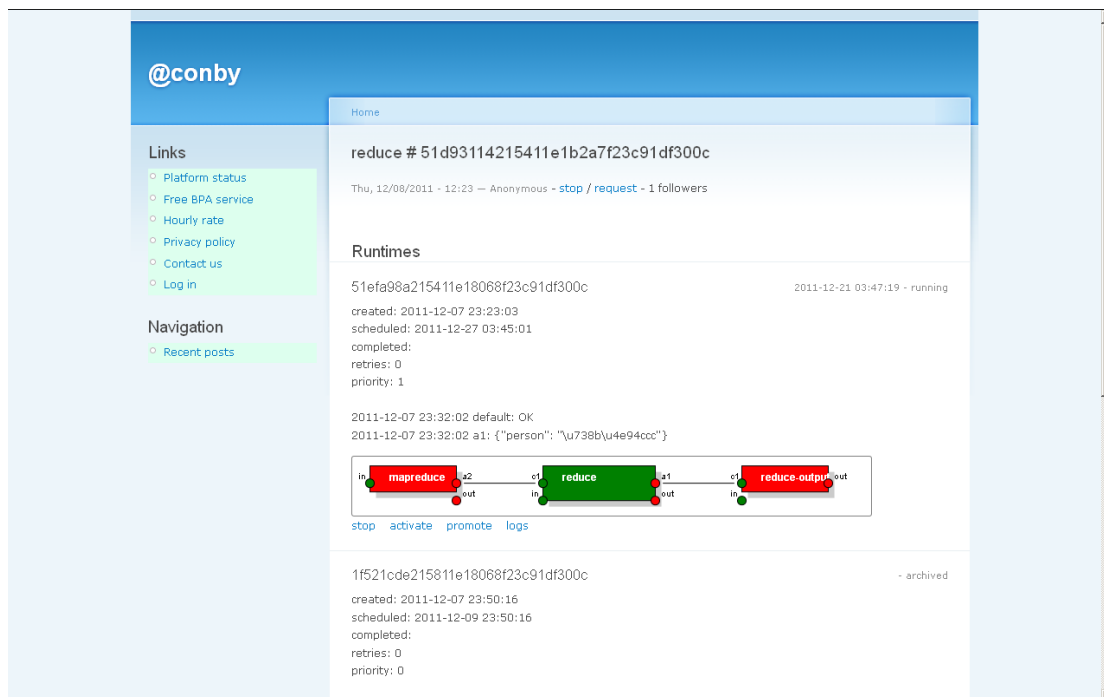 @conby
Home
Links
Platform status
Free BPA service
Hourly rate
Privacy policy
Contact us
Log in
Navigation
Recent posts
reduce # 51d93114215411e1b2a7f23c91df300c
Thu, 12/08/2011 - 12:23 — Anonymous - stop / request - 1 followers
Runtimes
51efa98a215411e18068f23c91df300c 2011-12-21 03:47:19 - running
created: 2011-12-07 23:23:03
scheduled: 2011-12-27 03:45:01
completed:
retries: 0
priority: 1
2011-12-07 23:32:02 default: OK
2011-12-07 23:32:02 a1: {"person": "\u738b\u4e94ccc"}
in mapreduce a2 c1 reduce a1 c1 reduce-outpu out
out in out in
stop activate promote logs
1f521cde215811e18068f23c91df300c - archived
created: 2011-12-07 23:50:16
scheduled: 2011-12-09 23:50:16
completed:
retries: 0
priority: 0